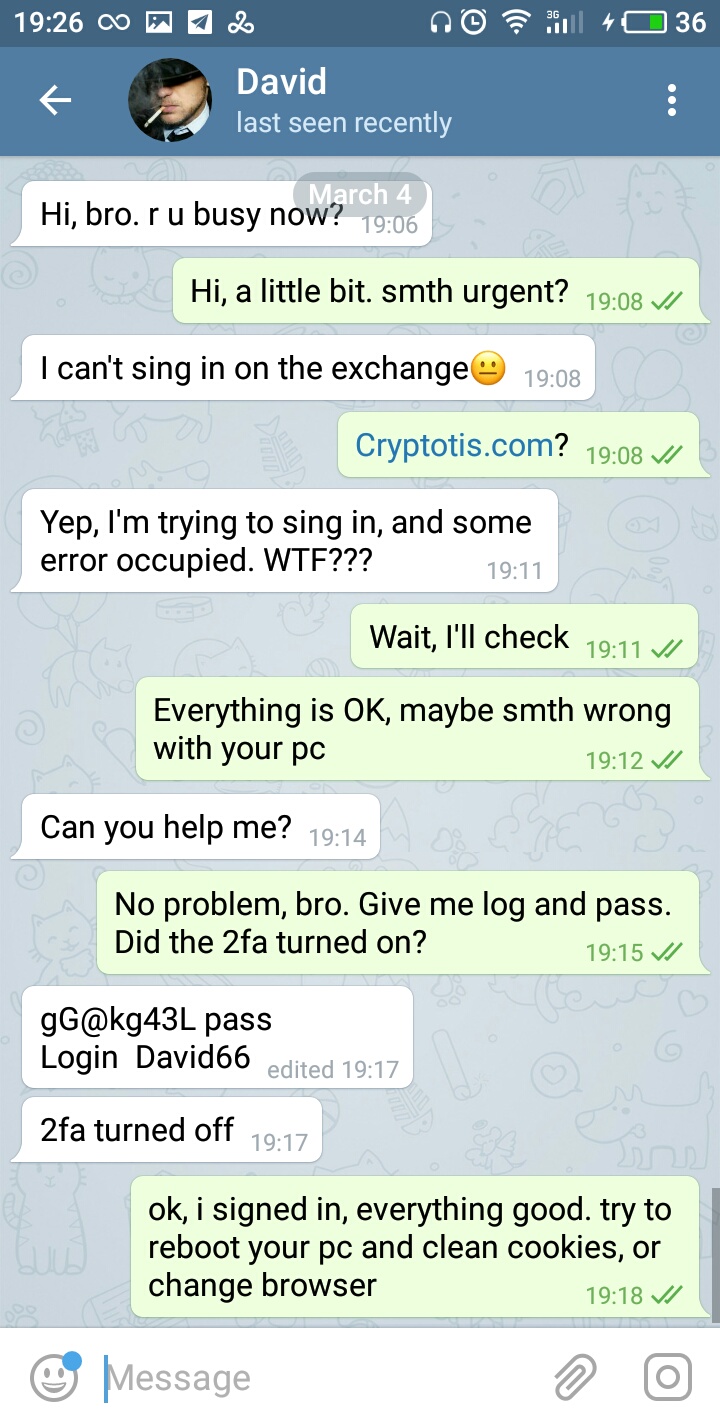 19:26
3G
36
David
last seen recently
March 4
Hi, bro. r u busy now? 19:06
Hi, a little bit. smth urgent? 19:08
I can't sing in on the exchange😐 19:08
Cryptotis.com? 19:08
Yep, I'm trying to sing in, and some
error occupied. WTF??? 19:11
Wait, I'll check 19:11
Everything is OK, maybe smth wrong
with your pc 19:12
Can you help me? 19:14
No problem, bro. Give me log and pass.
Did the 2fa turned on? 19:15
gG@kg43L pass
Login David66 edited 19:17
2fa turned off 19:17
ok, i signed in, everything good. try to
reboot your pc and clean cookies, or
change browser 19:18
Message